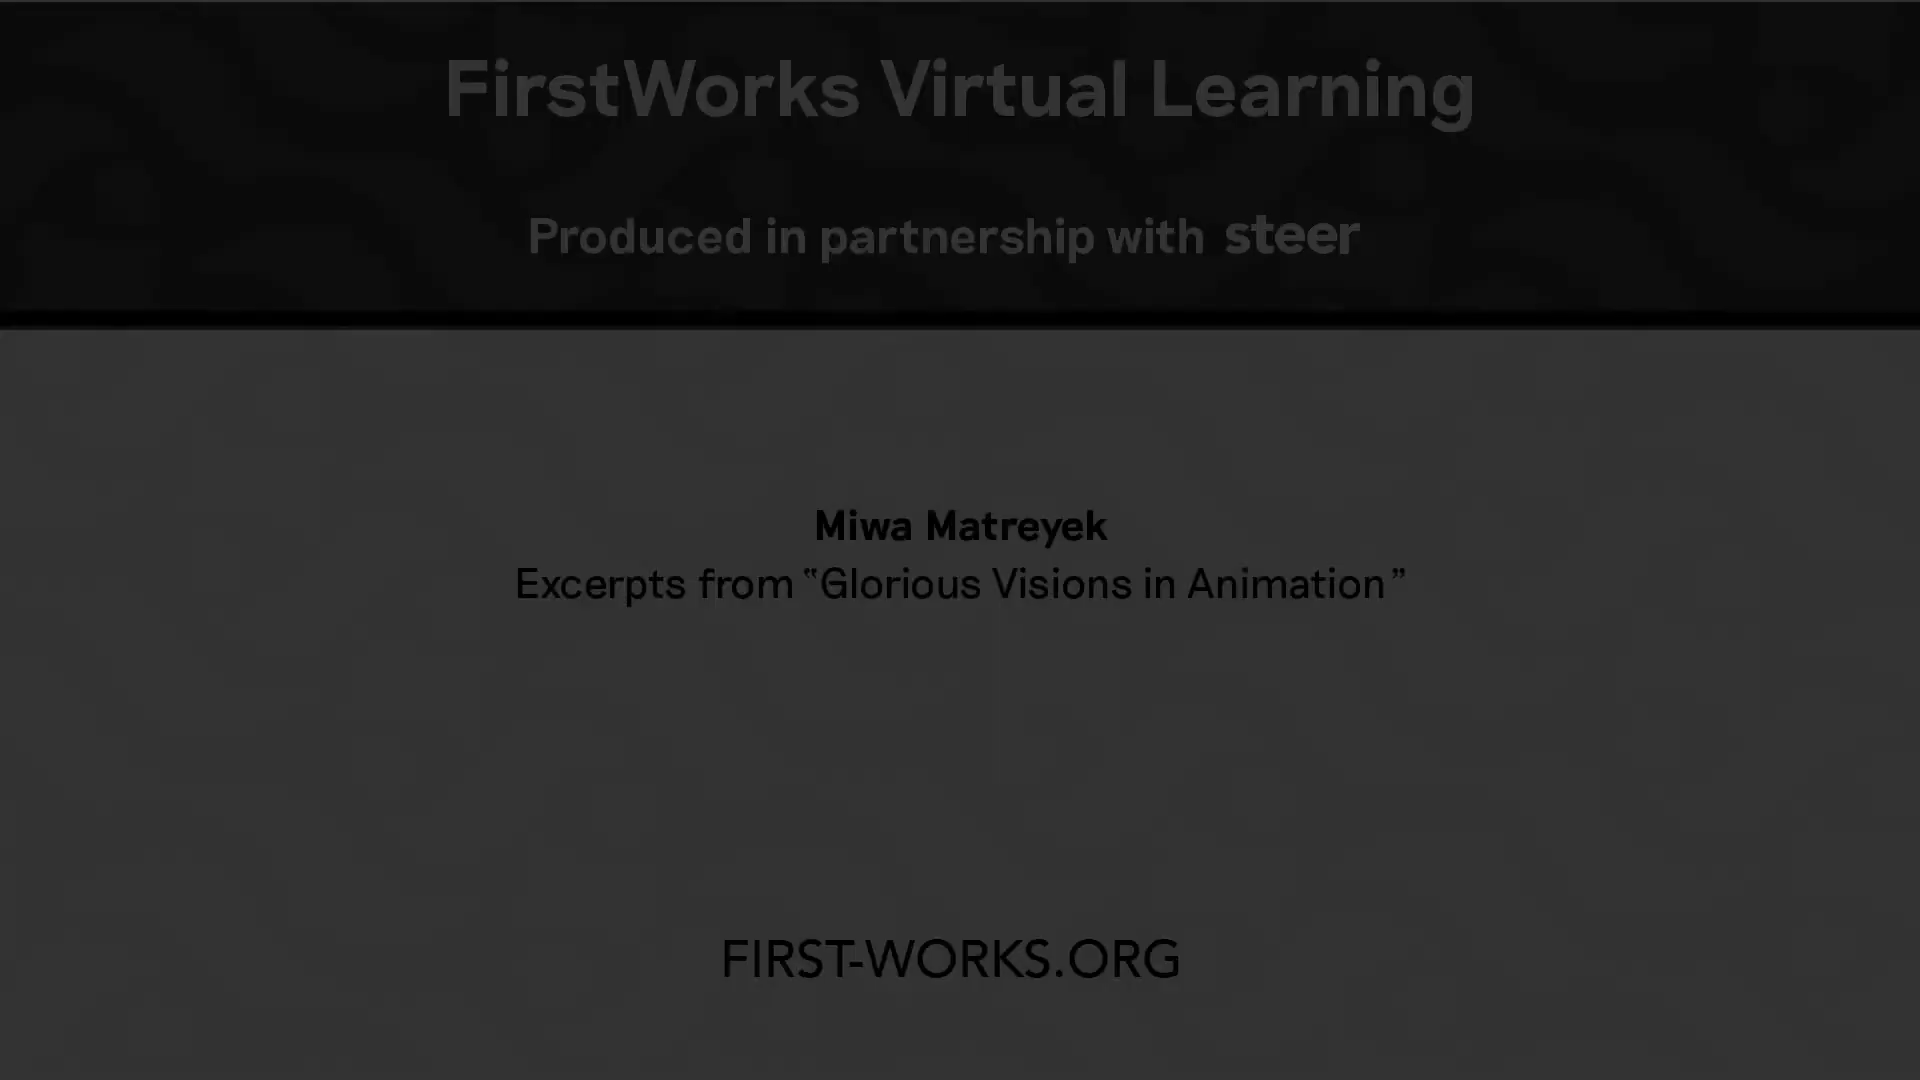 FirstWorks Virtual Learning
Produced in partnership with steer
Miwa Matreyek
Excerpts from “Glorious Visions in Animation”
FIRST-WORKS.ORG